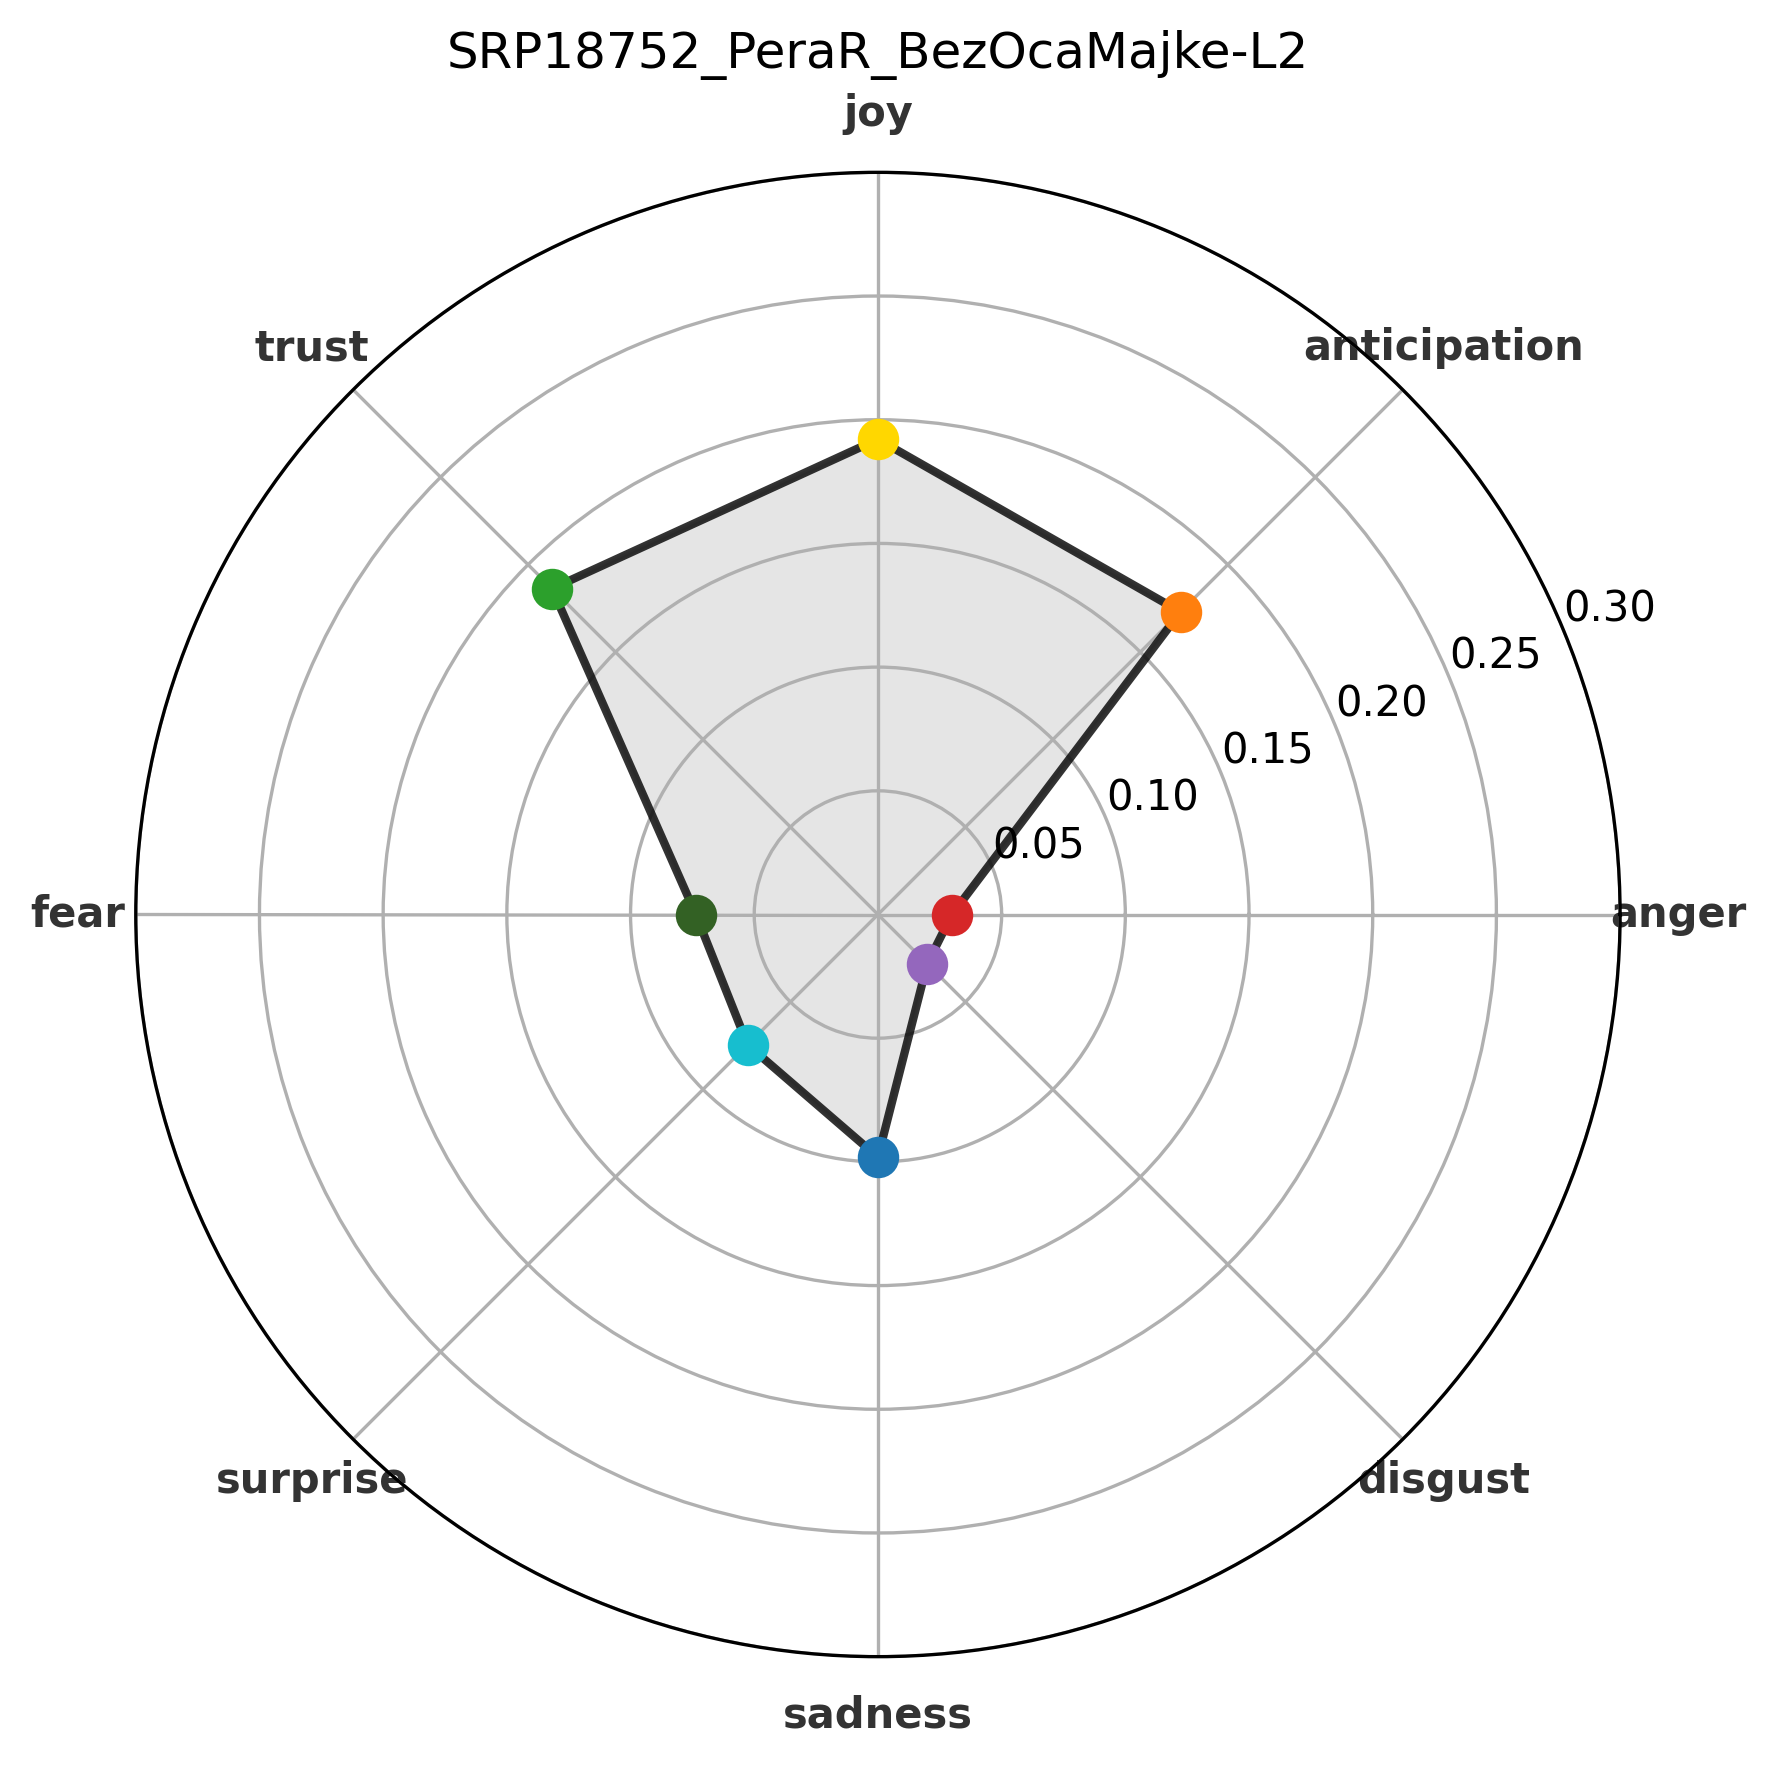 SRP18752_PeraR_BezOcaMajke-L2
joy
trust
anticipation
0.30
0.25
0.20
0.15
0.10
0.05
fear
anger
surprise
disgust
sadness